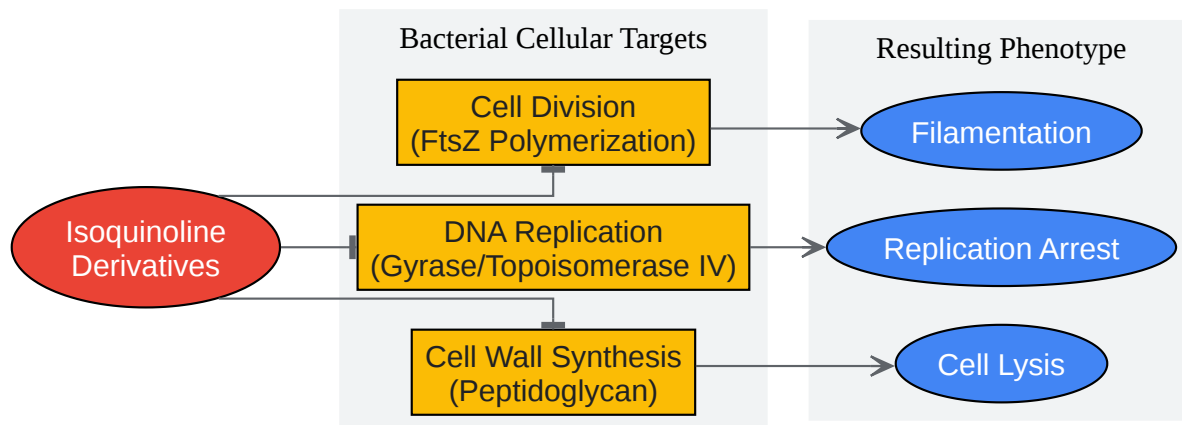 Bacterial Cellular Targets
Resulting Phenotype
Cell Division
(FtsZ Polymerization)
Filamentation
Isoquinoline
Derivatives
DNA Replication
(Gyrase/Topoisomerase IV)
Replication Arrest
Cell Wall Synthesis
(Peptidoglycan)
Cell Lysis